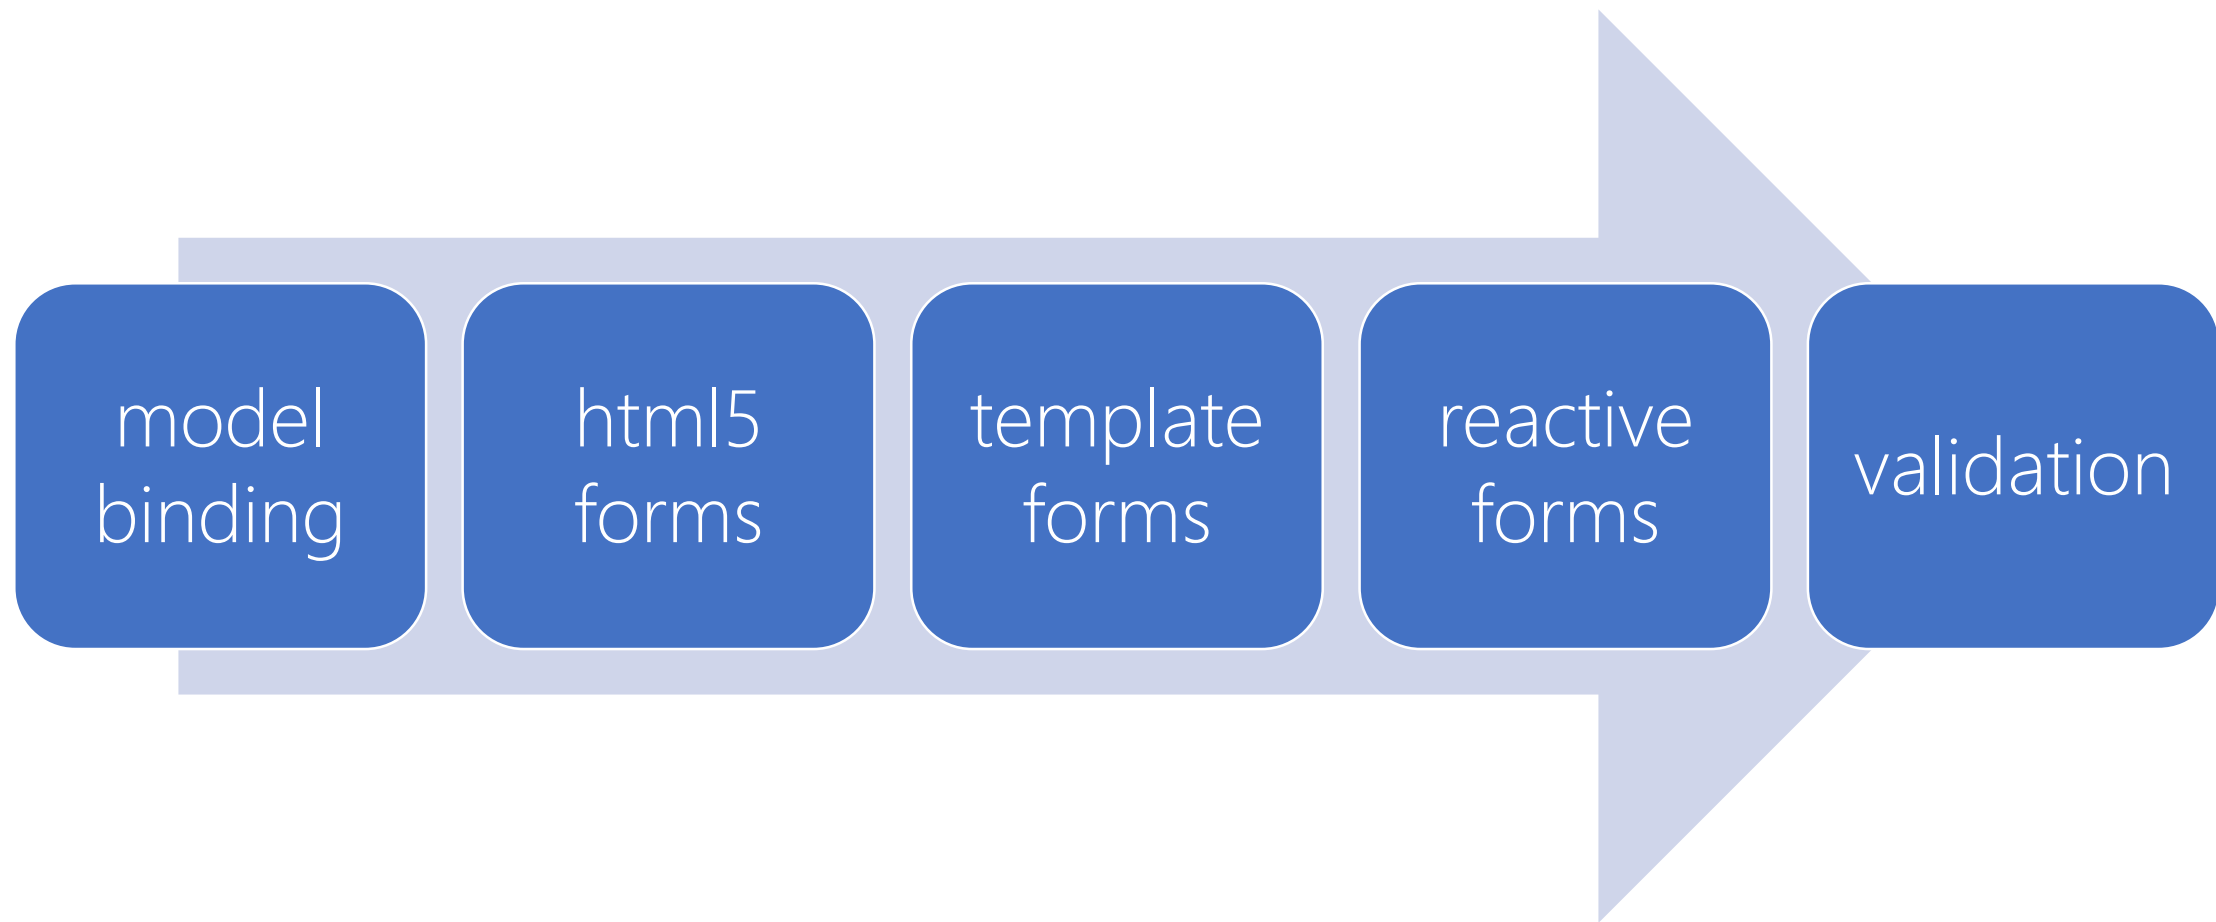 model
binding
html5
forms
template
forms
reactive
forms
validation